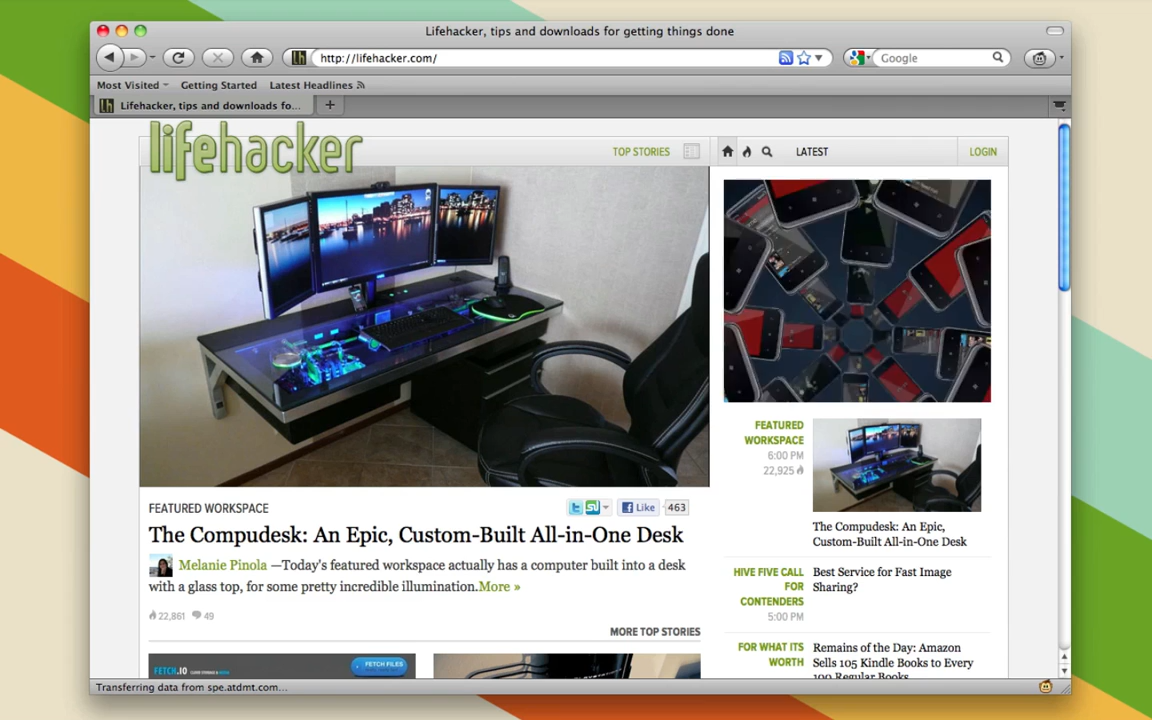 Lifehacker, tips and downloads for getting things done
http://lifehacker.com/
Google
Most Visited
Getting Started
Latest Headlines
Lifehacker, tips and downloads fo...
lifehacker
TOP STORIES
LATEST
LOGIN
FEATURED WORKSPACE
Like
463
The Compudesk: An Epic, Custom-Built All-in-One Desk
Melanie Pinola —Today's featured workspace actually has a computer built into a desk
with a glass top, for some pretty incredible illumination.More »
22,861
49
MORE TOP STORIES
FETCH.IO
FETCH FILES
FEATURED
WORKSPACE
6:00 PM
22,925
The Compudesk: An Epic,
Custom-Built All-in-One Desk
HIVE FIVE CALL
FOR
CONTENDERS
5:00 PM
Best Service for Fast Image
Sharing?
FOR WHAT ITS
WORTH
Remains of the Day: Amazon
Sells 105 Kindle Books to Every
100 Regular Books
Transferring data from spe.atdmt.com...